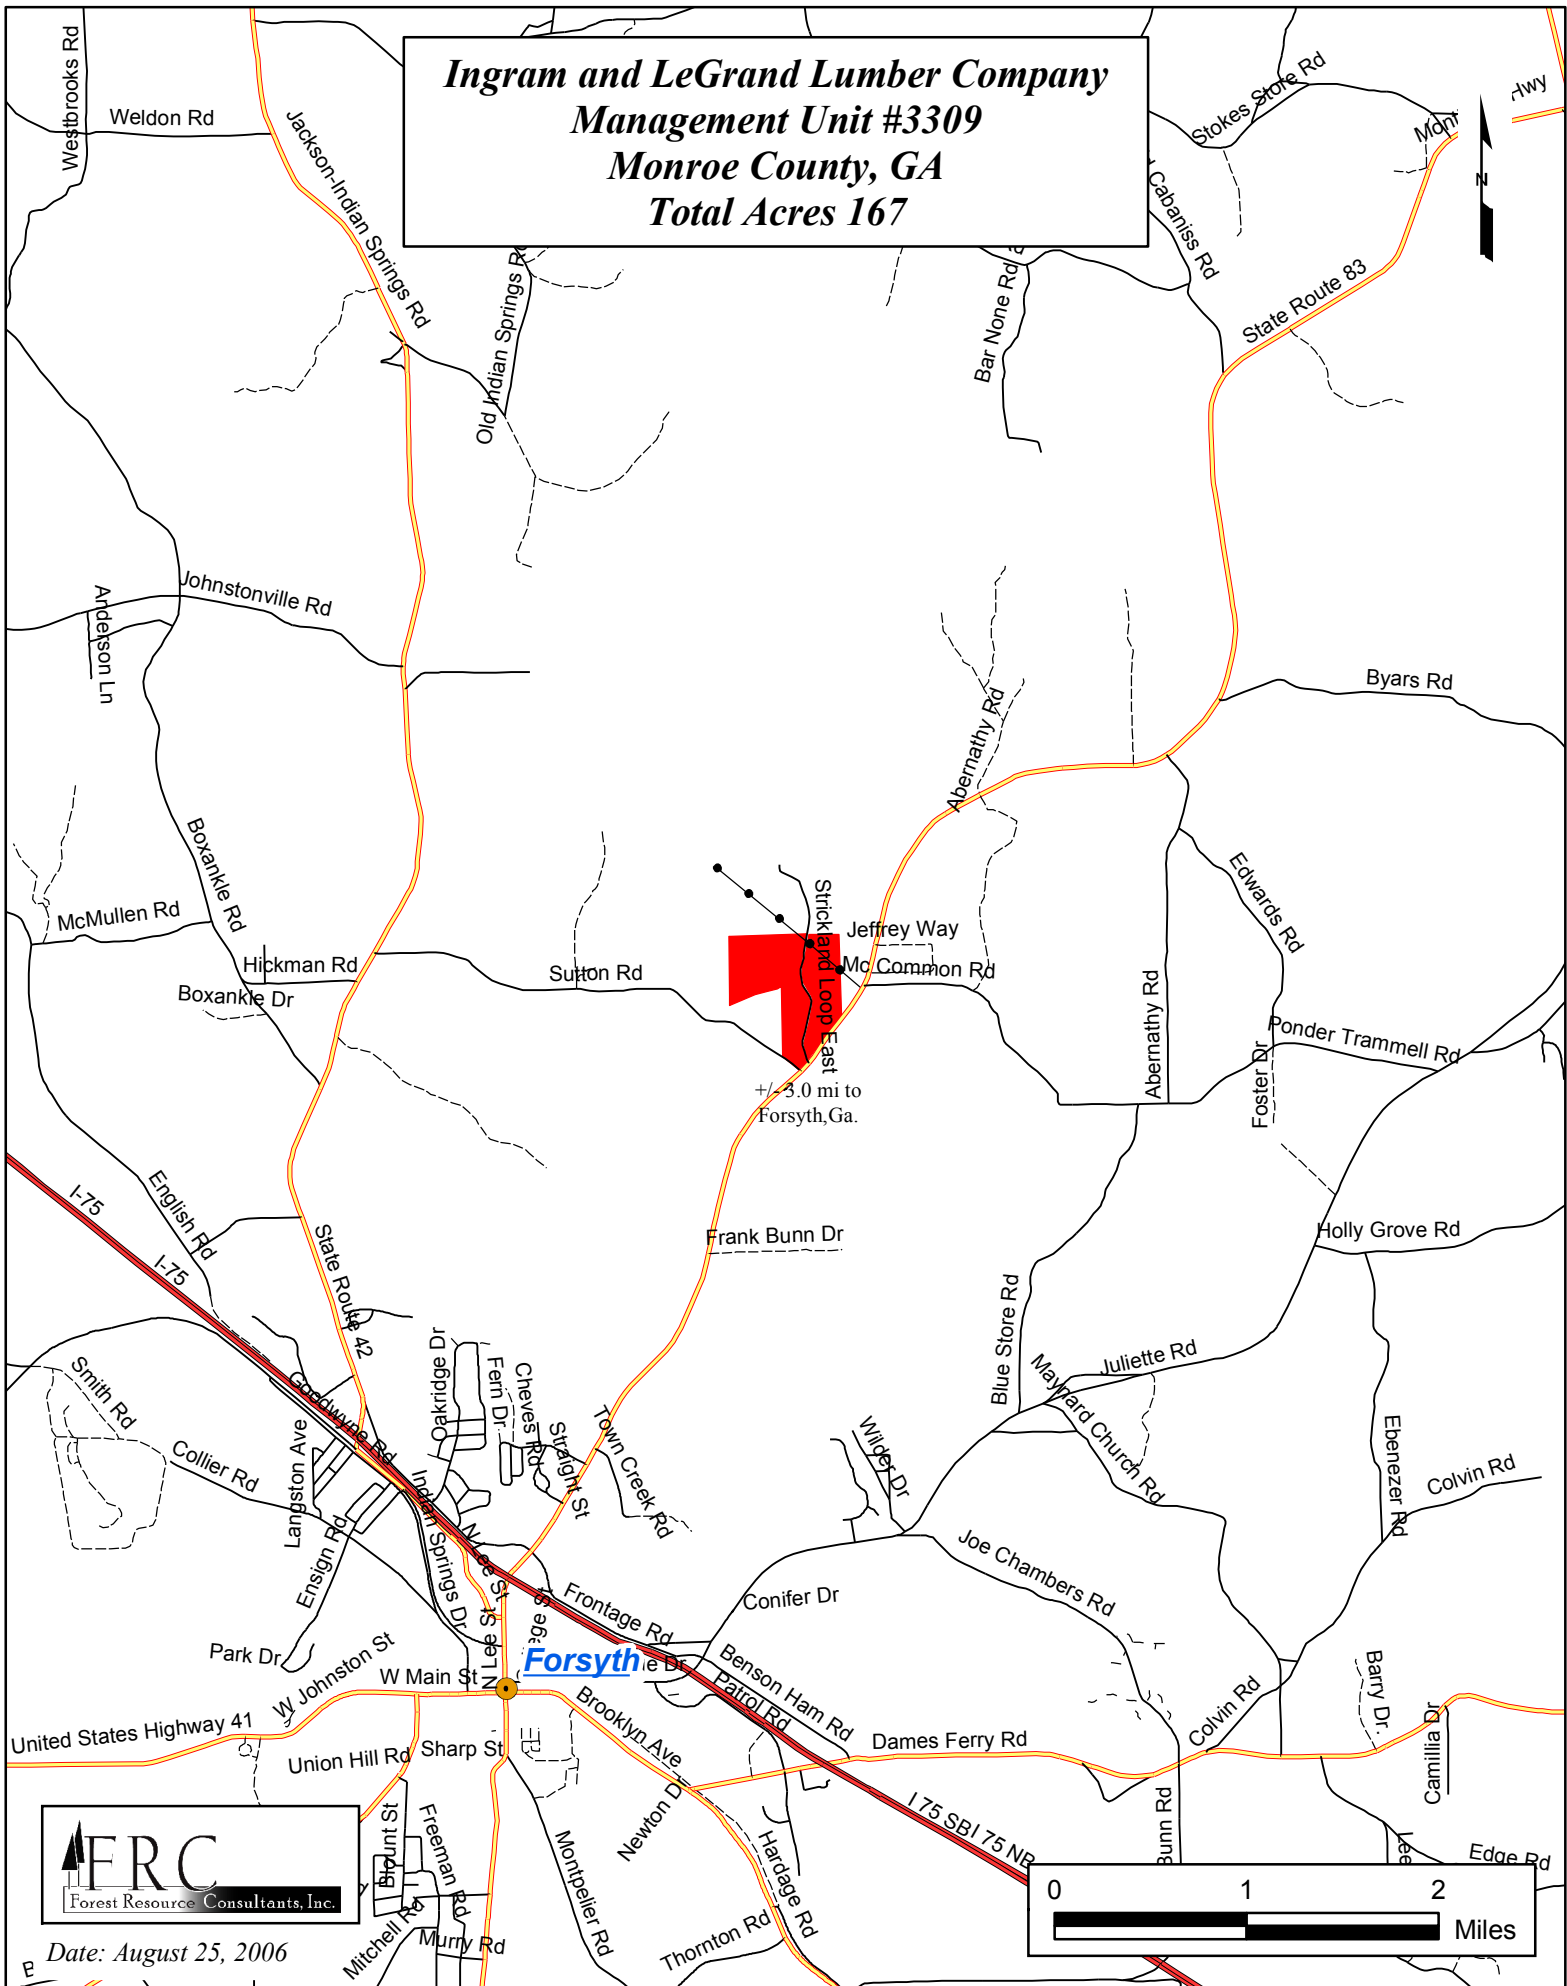 Ingram and LeGrand Lumber Company
Management Unit #3309
Monroe County, GA
Total Acres 167
Westbrooks Rd
Weldon Rd
Jackson-Indian Springs Rd
Old Indian Springs Rd
Bar None Rd
Cabaniss Rd
Stokes Store Rd
Hwy
N
State Route 83
Johnstonville Rd
Anderson Ln
Byars Rd
Abernathy Rd
Boxankle Rd
McMullen Rd
Hickman Rd
Boxankle Dr
Sutton Rd
Strickland Loop East
Jeffrey Way
Mc Common Rd
Edwards Rd
Abernathy Rd
Ponder Trammell Rd
Foster Dr
+/- 3.0 mi to
Forsyth,Ga.
I-75
I-75
English Rd
State Route 42
Frank Bunn Dr
Holly Grove Rd
Blue Store Rd
Juliette Rd
Maynard Church Rd
Ebenezer Rd
Colvin Rd
Smith Rd
Collier Rd
Goodwyne Rd
Langston Ave
Ensign Rd
Oakridge Dr
Fern Dr
Cheves Rd
Straight St
Town Creek Rd
Wilder Dr
Indian Springs Dr
N Lee St
N Lee St
Frontage Rd
Conifer Dr
Joe Chambers Rd
Park Dr
W Johnston St
W Main St
Forsyth
Benson Ham Rd
Patrol Rd
Colvin Rd
Barry Dr.
Camillia Dr
United States Highway 41
Union Hill Rd
Sharp St
Brooklyn Ave
Dames Ferry Rd
Newton D
I 75 SB
I 75 NB
Bunn Rd
Lee
Edge Rd
Blount St
Freeman Rd
Montpelier Rd
Hardage Rd
Thornton Rd
Mitchell Rd
Murry Rd
FRC
Forest Resource Consultants, Inc.
Date: August 25, 2006
0 1 2
Miles